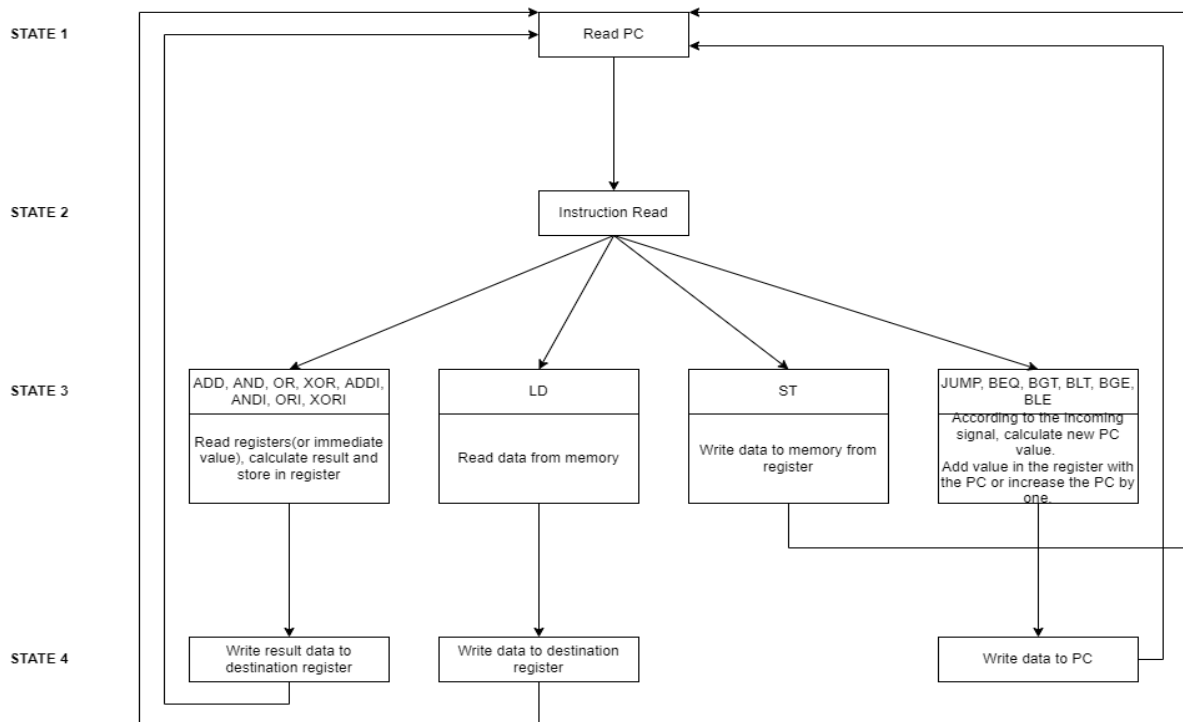 STATE 1
Read PC
STATE 2
Instruction Read
STATE 3
ADD, AND, OR, XOR, ADDI,
ANDI, ORI, XORI
Read registers(or immediate
value), calculate result and
store in register
LD
Read data from memory
ST
Write data to memory from
register
JUMP, BEQ, BGT, BLT, BGE,
BLE
According to the incoming
signal, calculate new PC
value.
Add value in the register with
the PC or increase the PC by
one.
STATE 4
Write result data to
destination register
Write data to destination
register
Write data to PC